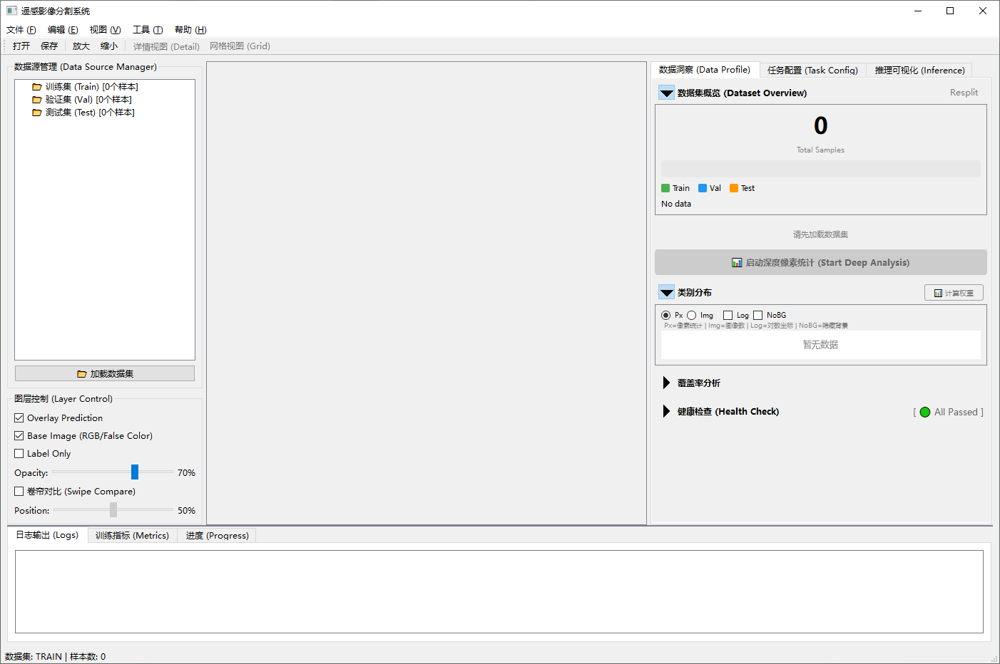 遥感影像分割系统
文件 (F) 编辑 (E) 视图 (V) 工具 (T) 帮助 (H)
打开 保存 放大 缩小 详情视图 (Detail) 网格视图 (Grid)
数据源管理 (Data Source Manager)
训练集 (Train) [0个样本]
验证集 (Val) [0个样本]
测试集 (Test) [0个样本]
加载数据集
图层控制 (Layer Control)
Overlay Prediction
Base Image (RGB/False Color)
Label Only
Opacity: 70%
卷帘对比 (Swipe Compare)
Position: 50%
数据洞察 (Data Profile) 任务配置 (Task Config) 推理可视化 (Inference)
数据集概览 (Dataset Overview) Resplit
0
Total Samples
Train Val Test
No data
请先加载数据集
启动深度像素统计 (Start Deep Analysis)
类别分布 计算权重
Px Img Log NoBG
Px=像素统计 | Img=图像数 | Log=对数坐标 | NoBG=隐藏背景
暂无数据
覆盖率分析
健康检查 (Health Check) [ All Passed ]
日志输出 (Logs) 训练指标 (Metrics) 进度 (Progress)
数据集: TRAIN | 样本数: 0